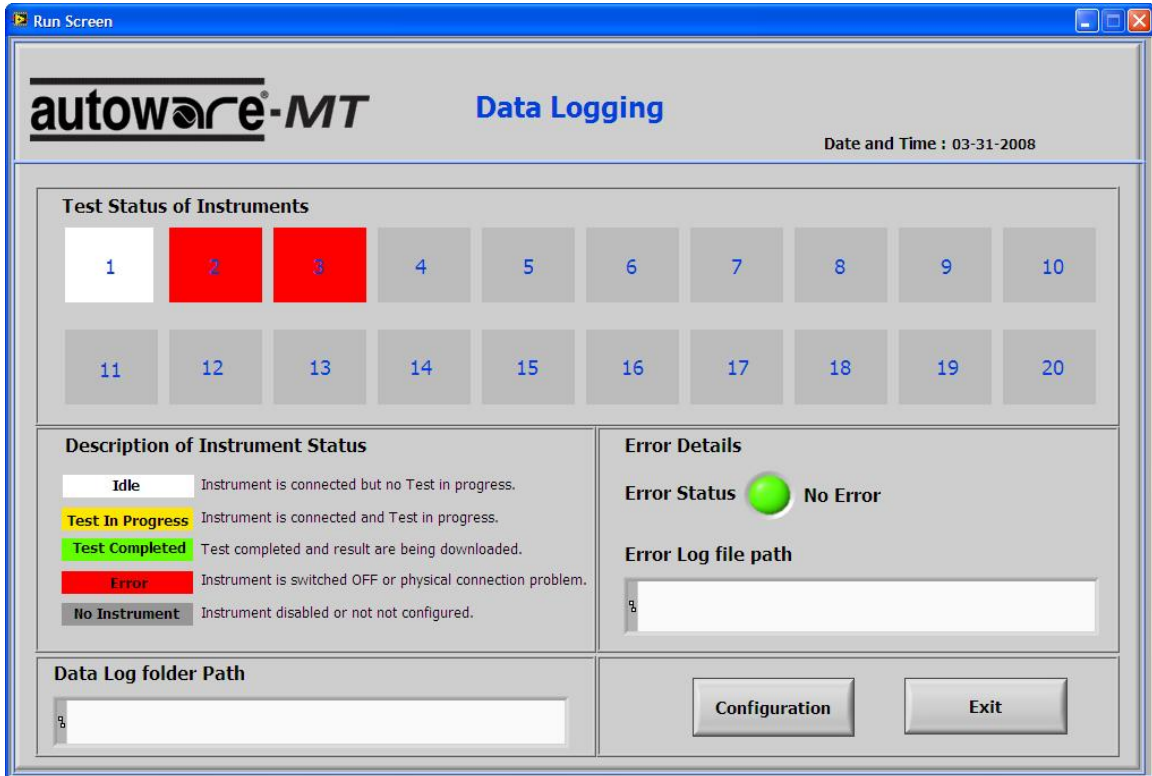 Run Screen
autoware®-MT
Data Logging
Date and Time : 03-31-2008
Test Status of Instruments
1 2 3 4 5 6 7 8 9 10
11 12 13 14 15 16 17 18 19 20
Description of Instrument Status
Idle Instrument is connected but no Test in progress.
Test In Progress Instrument is connected and Test in progress.
Test Completed Test completed and result are being downloaded.
Error Instrument is switched OFF or physical connection problem.
No Instrument Instrument disabled or not not configured.
Error Details
Error Status No Error
Error Log file path
Data Log folder Path
Configuration Exit